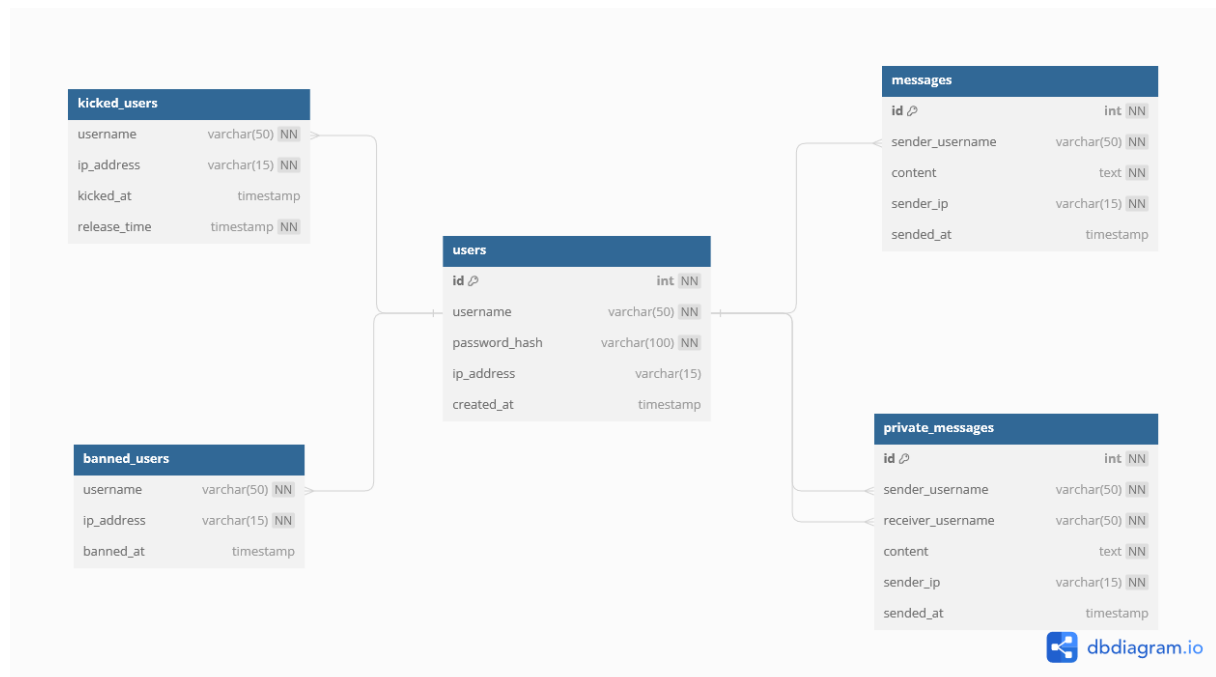 kicked_users
username varchar(50) NN
ip_address varchar(15) NN
kicked_at timestamp
release_time timestamp NN
messages
id int NN
sender_username varchar(50) NN
content text NN
sender_ip varchar(15) NN
sended_at timestamp
users
id int NN
username varchar(50) NN
password_hash varchar(100) NN
ip_address varchar(15)
created_at timestamp
banned_users
username varchar(50) NN
ip_address varchar(15) NN
banned_at timestamp
private_messages
id int NN
sender_username varchar(50) NN
receiver_username varchar(50) NN
content text NN
sender_ip varchar(15) NN
sended_at timestamp
dbdiagram.io